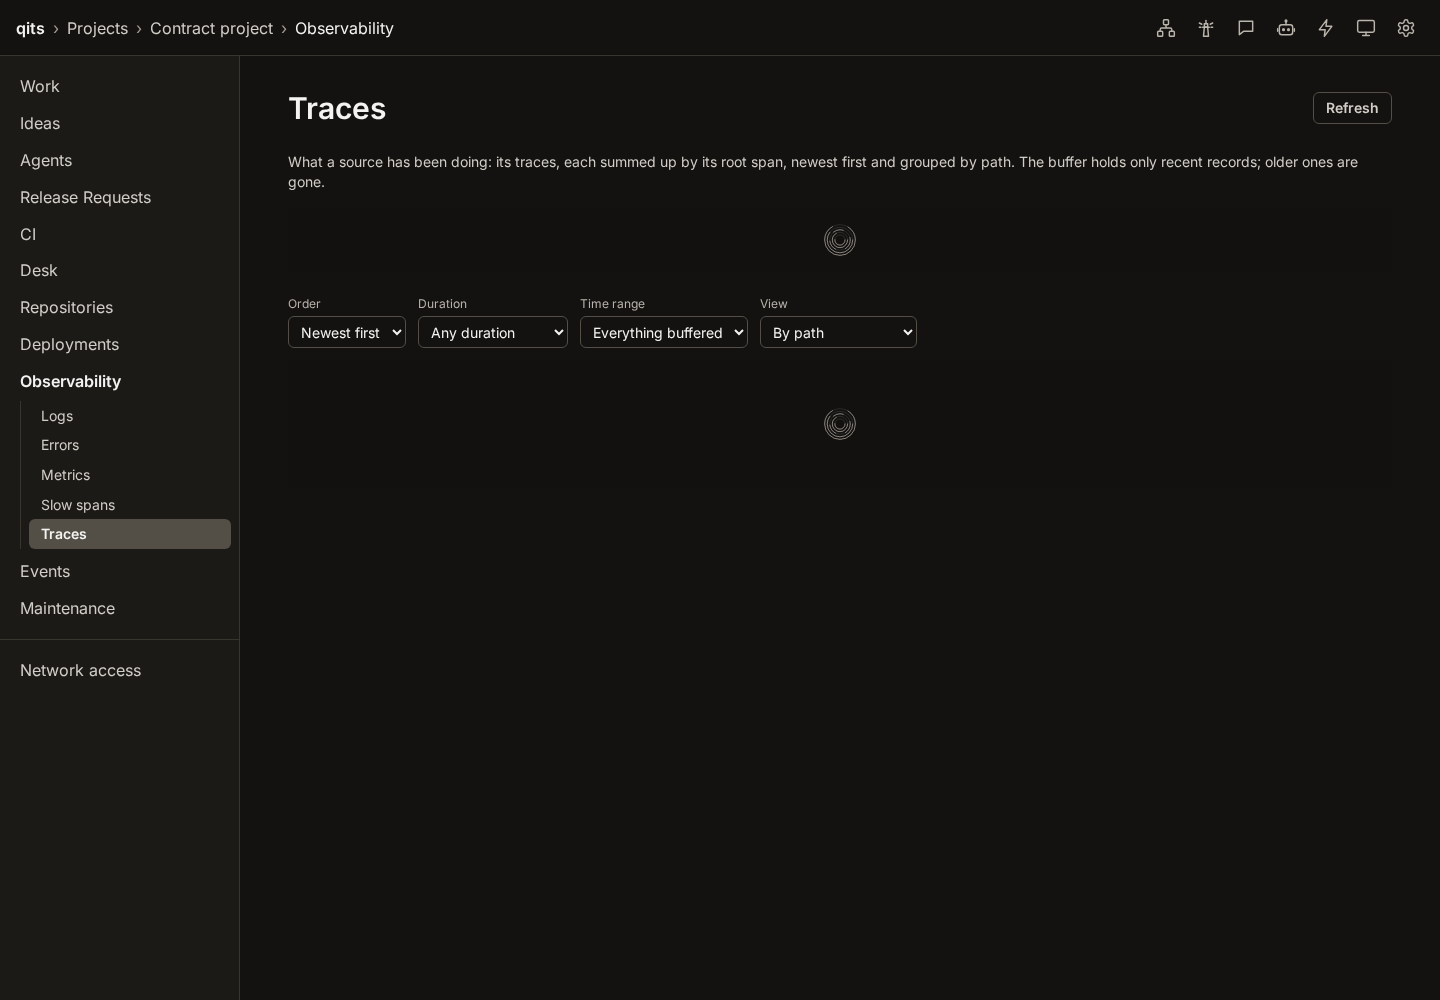 qits › Projects › Contract project › Observability
Work
Ideas
Agents
Release Requests
CI
Desk
Repositories
Deployments
Observability
Logs
Errors
Metrics
Slow spans
Traces
Events
Maintenance
Network access
Traces
Refresh
What a source has been doing: its traces, each summed up by its root span, newest first and grouped by path. The buffer holds only recent records; older ones are
gone.
Order Duration Time range View
Newest first Any duration Everything buffered By path